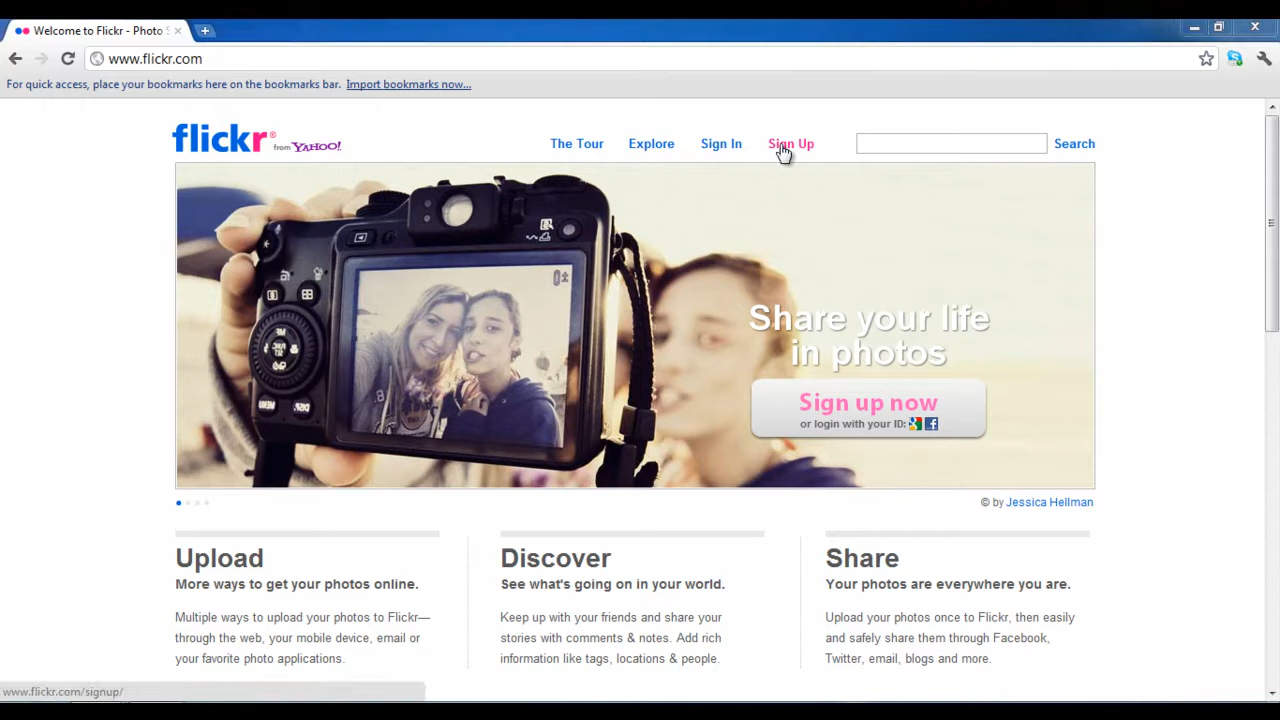 Welcome to Flickr - Photo S
www.flickr.com
For quick access, place your bookmarks here on the bookmarks bar. Import bookmarks now...
flickr® from YAHOO!
The Tour Explore Sign In Sign Up Search
Share your life
in photos
Sign up now
or login with your ID:
© by Jessica Hellman
Upload
More ways to get your photos online.
Multiple ways to upload your photos to Flickr—
through the web, your mobile device, email or
your favorite photo applications.
Discover
See what's going on in your world.
Keep up with your friends and share your
stories with comments & notes. Add rich
information like tags, locations & people.
Share
Your photos are everywhere you are.
Upload your photos once to Flickr, then easily
and safely share them through Facebook,
Twitter, email, blogs and more.
www.flickr.com/signup/